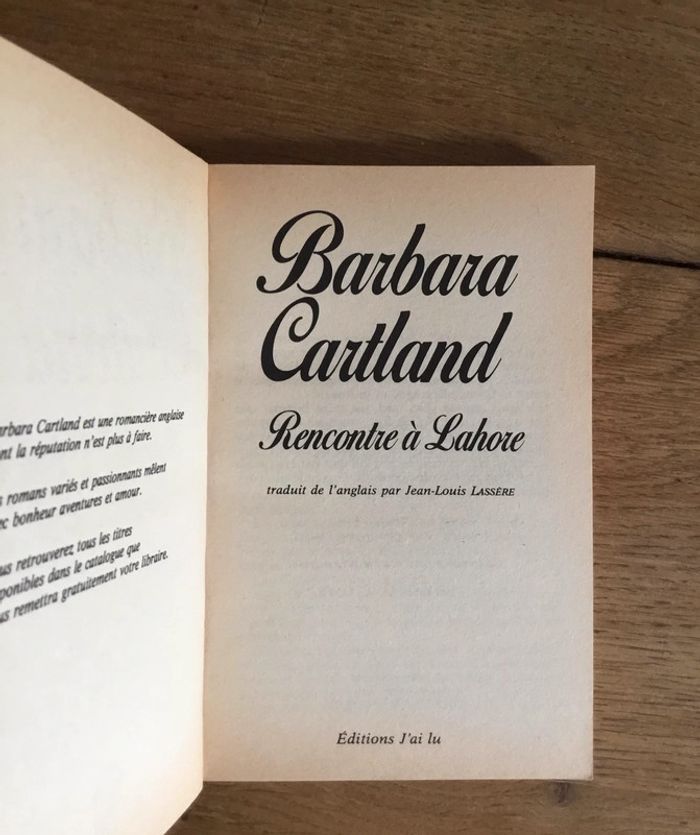 Barbara Cartland est une romancière anglaise
ont la réputation n'est plus à faire.
s romans variés et passionnants mêlent
ec bonheur aventures et amour.
us retrouverez tous les titres
ponibles dans le catalogue que
us remettra gratuitement votre libraire.
Barbara
Cartland
Rencontre à Lahore
traduit de l'anglais par Jean-Louis LASSÈRE
Éditions J'ai lu